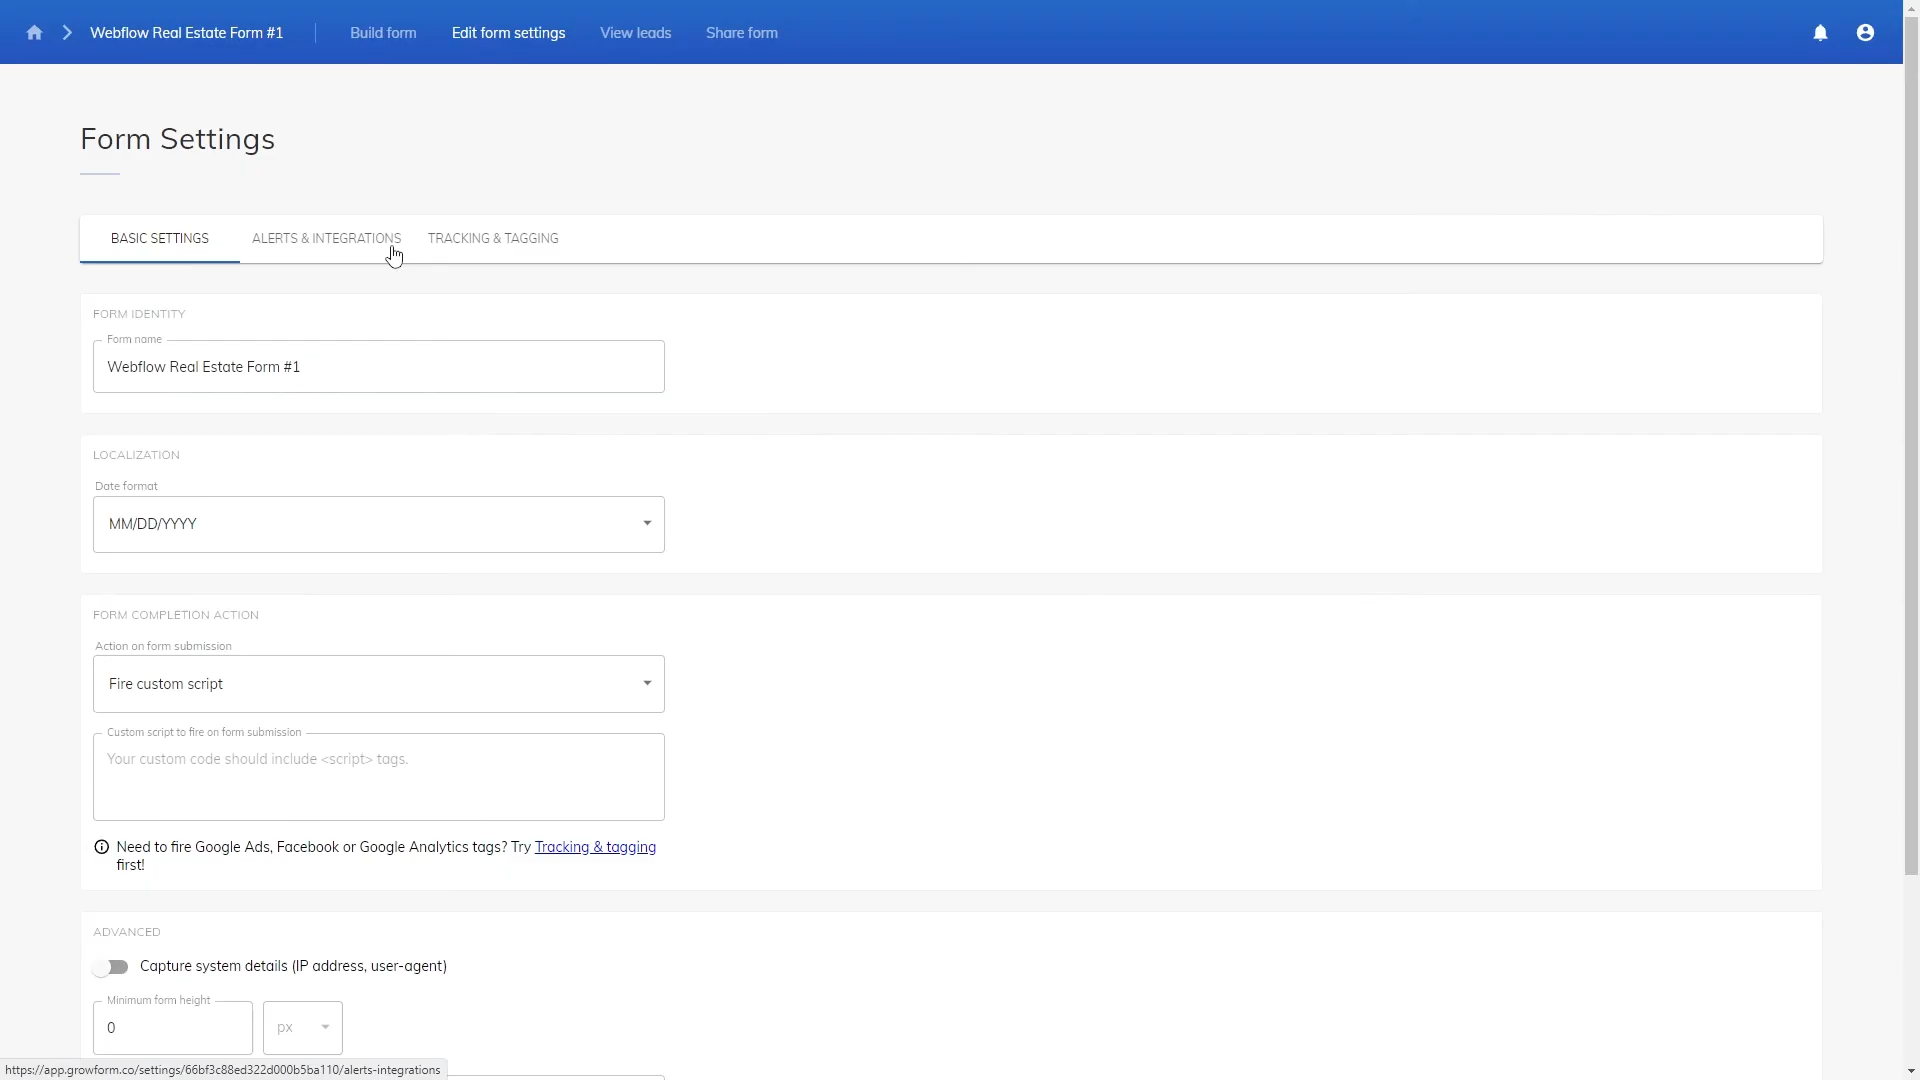 Webflow Real Estate Form #1
Build form
Edit form settings
View leads
Share form
Form Settings
BASIC SETTINGS
ALERTS & INTEGRATIONS
TRACKING & TAGGING
FORM IDENTITY
Form name
Webflow Real Estate Form #1
LOCALIZATION
Date format
MM/DD/YYYY
FORM COMPLETION ACTION
Action on form submission
Fire custom script
Custom script to fire on form submission
Your custom code should include <script> tags.
Need to fire Google Ads, Facebook or Google Analytics tags? Try Tracking & tagging
first!
ADVANCED
Capture system details (IP address, user-agent)
Minimum form height
0
px
https://app.growform.co/settings/66bf3c88ed322d000b5ba110/alerts-integrations